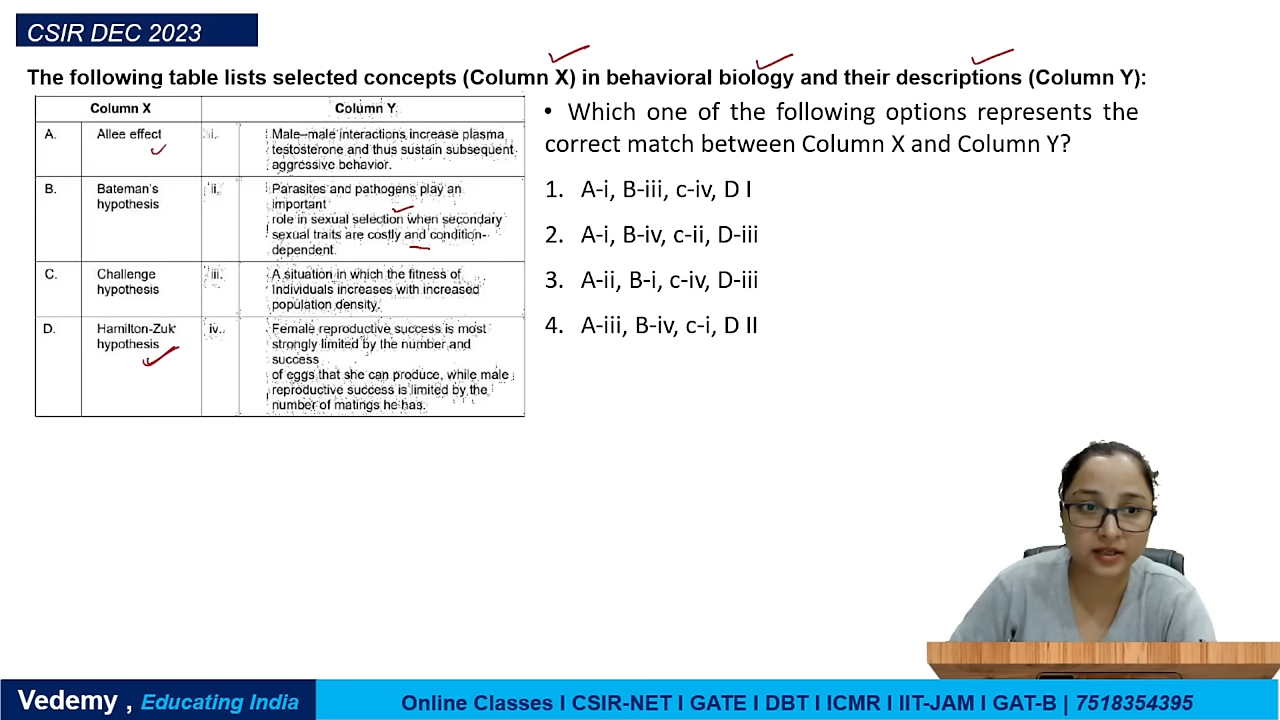 CSIR DEC 2023
The following table lists selected concepts (Column X) in behavioral biology and their descriptions (Column Y):
Column X
Column Y
A.
Allee effect
i.
Male–male interactions increase plasma
testosterone and thus sustain subsequent
aggressive behavior.
B.
Bateman's
hypothesis
ii.
Parasites and pathogens play an
important
role in sexual selection when secondary
sexual traits are costly and condition-
dependent.
C.
Challenge
hypothesis
iii.
A situation in which the fitness of
Individuals increases with increased
population density.
D.
Hamilton-Zuk
hypothesis
iv.
Female reproductive success is most
strongly limited by the number and
success
of eggs that she can produce, while male
reproductive success is limited by the
number of matings he has.
• Which one of the following options represents the
correct match between Column X and Column Y?
1. A-i, B-iii, c-iv, D I
2. A-i, B-iv, c-ii, D-iii
3. A-ii, B-i, c-iv, D-iii
4. A-iii, B-iv, c-i, D II
Vedemy , Educating India
Online Classes I CSIR-NET I GATE I DBT I ICMR I IIT-JAM I GAT-B | 7518354395